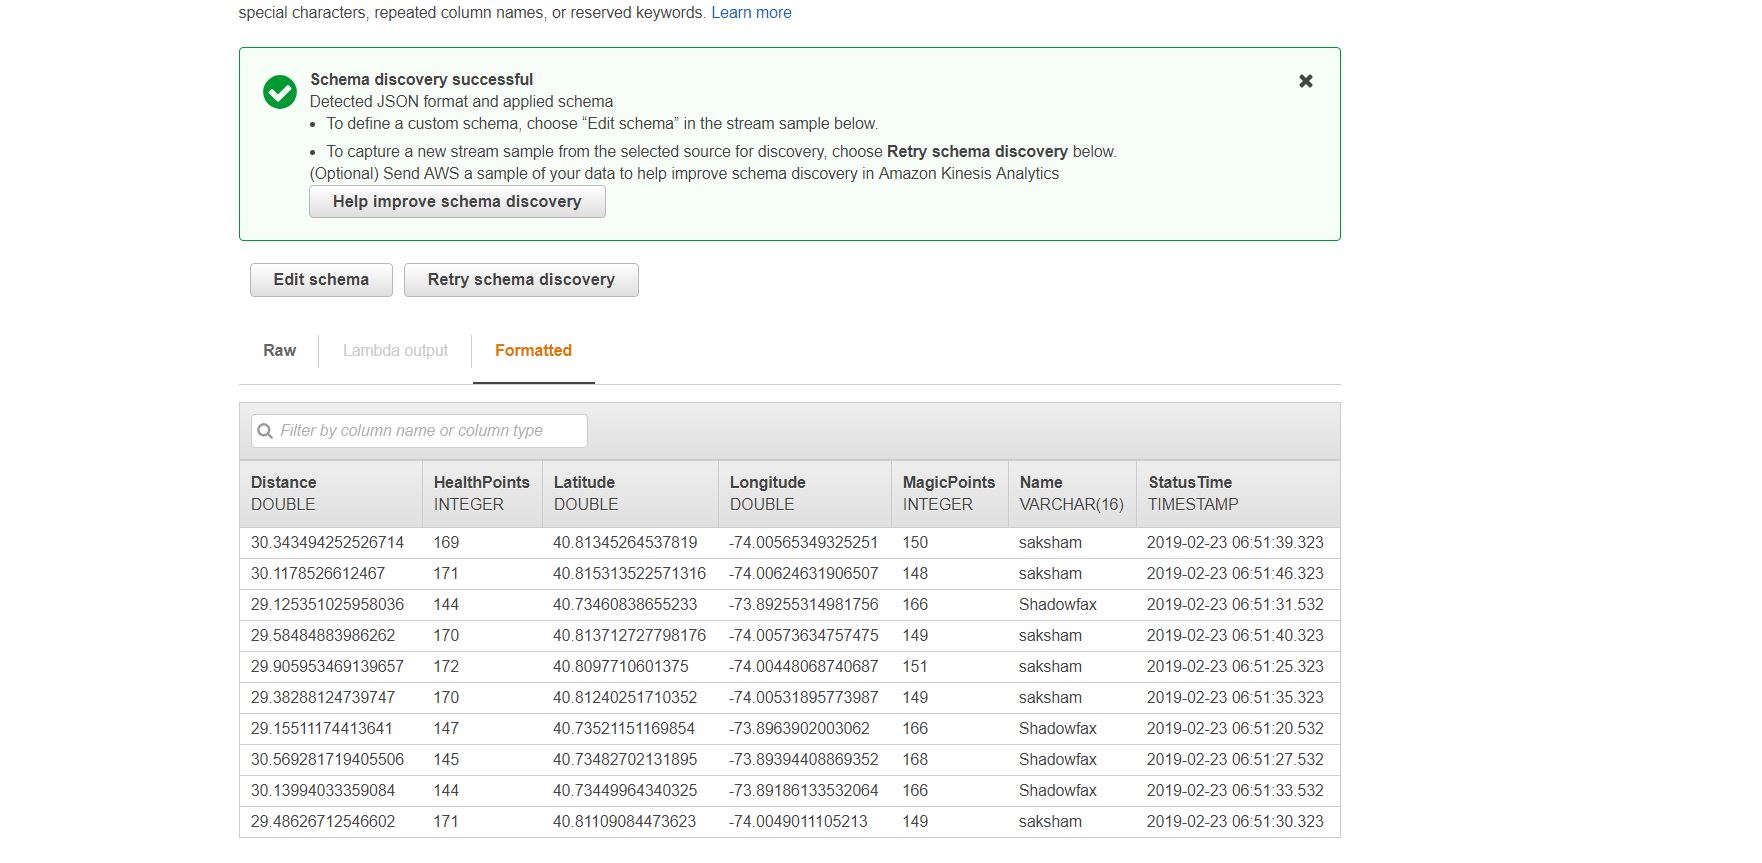 special characters, repeated column names, or reserved keywords. Learn more
Schema discovery successful
Detected JSON format and applied schema
• To define a custom schema, choose “Edit schema” in the stream sample below.
• To capture a new stream sample from the selected source for discovery, choose Retry schema discovery below.
(Optional) Send AWS a sample of your data to help improve schema discovery in Amazon Kinesis Analytics
Help improve schema discovery
Edit schema Retry schema discovery
Raw Lambda output Formatted
Filter by column name or column type
Distance HealthPoints Latitude Longitude MagicPoints Name StatusTime
DOUBLE INTEGER DOUBLE DOUBLE INTEGER VARCHAR(16) TIMESTAMP
30.343494252526714 169 40.81345264537819 -74.00565349325251 150 saksham 2019-02-23 06:51:39.323
30.1178526612467 171 40.815313522571316 -74.00624631906507 148 saksham 2019-02-23 06:51:46.323
29.125351025958036 144 40.73460838655233 -73.89255314981756 166 Shadowfax 2019-02-23 06:51:31.532
29.58484883986262 170 40.813712727798176 -74.00573634757475 149 saksham 2019-02-23 06:51:40.323
29.905953469139657 172 40.8097710601375 -74.00448068740687 151 saksham 2019-02-23 06:51:25.323
29.38288124739747 170 40.81240251710352 -74.00531895773987 149 saksham 2019-02-23 06:51:35.323
29.15511174413641 147 40.73521151169854 -73.8963902003062 166 Shadowfax 2019-02-23 06:51:20.532
30.569281719405506 145 40.73482702131895 -73.89394408869352 168 Shadowfax 2019-02-23 06:51:27.532
30.13994033359084 144 40.73449964340325 -73.89186133532064 166 Shadowfax 2019-02-23 06:51:33.532
29.48626712546602 171 40.81109084473623 -74.0049011105213 149 saksham 2019-02-23 06:51:30.323